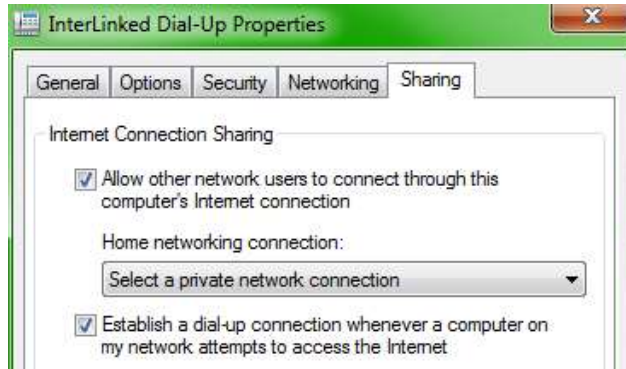 InterLinked Dial-Up Properties
General Options Security Networking Sharing
Internet Connection Sharing
Allow other network users to connect through this
computer's Internet connection
Home networking connection:
Select a private network connection
Establish a dial-up connection whenever a computer on
my network attempts to access the Internet